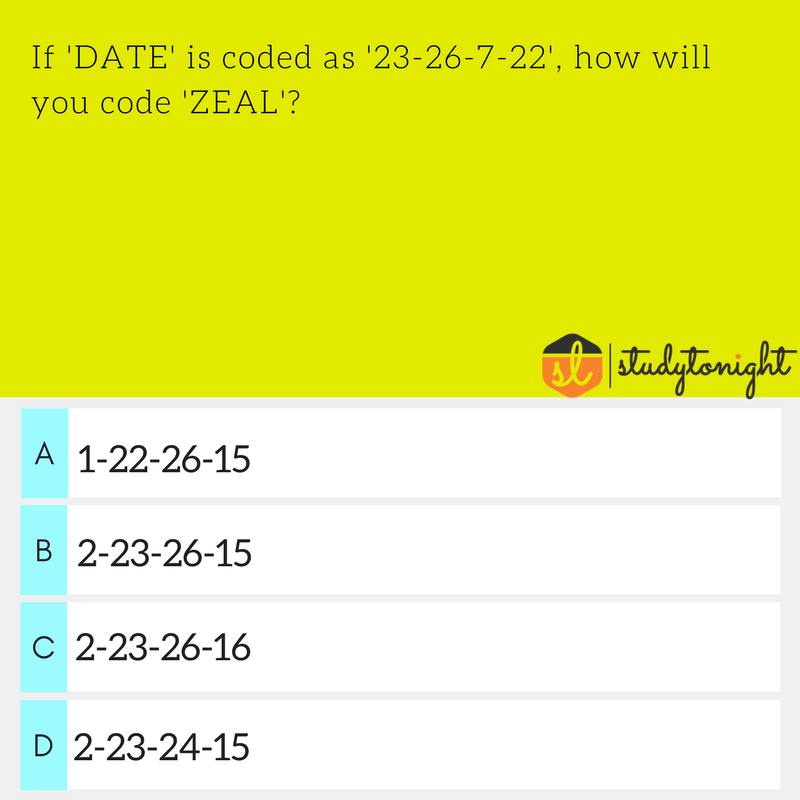 If 'DATE' is coded as '23-26-7-22', how will
you code 'ZEAL'?
sl studytonight
A 1-22-26-15
B 2-23-26-15
C 2-23-26-16
D 2-23-24-15